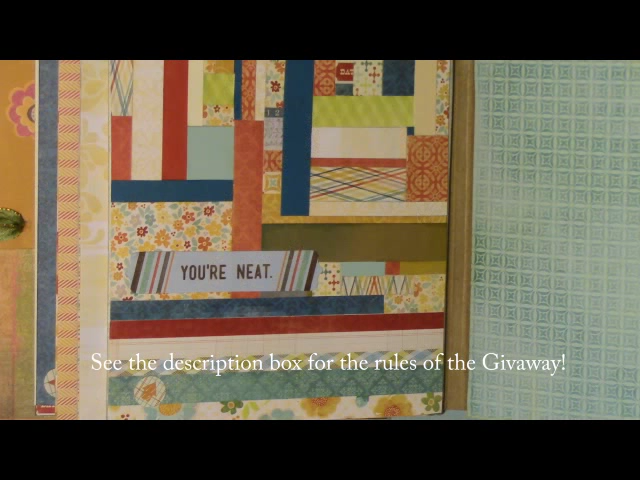 YOU'RE NEAT.
See the description box for the rules of the Givaway!